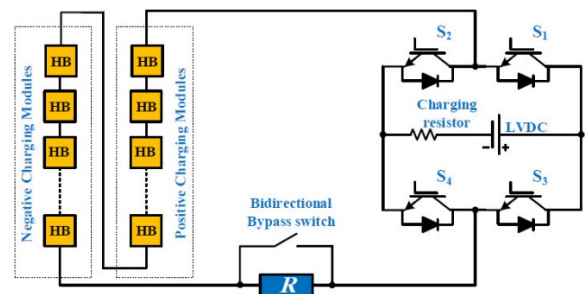 Negative Charging Modules
HB
HB
HB
HB
Positive Charging Modules
HB
HB
HB
HB
S2
S1
Charging
resistor
LVDC
- +
S4
S3
Bidirectional
Bypass switch
R